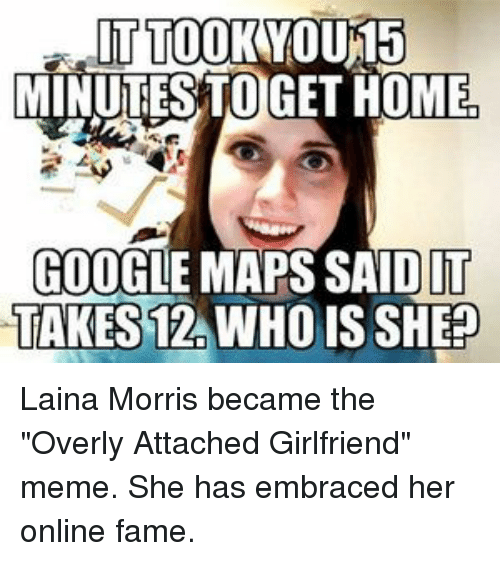 IT TOOK YOU 15
MINUTES TO GET HOME.
GOOGLE MAPS SAID IT
TAKES 12. WHO IS SHE?
Laina Morris became the
"Overly Attached Girlfriend"
meme. She has embraced her
online fame.